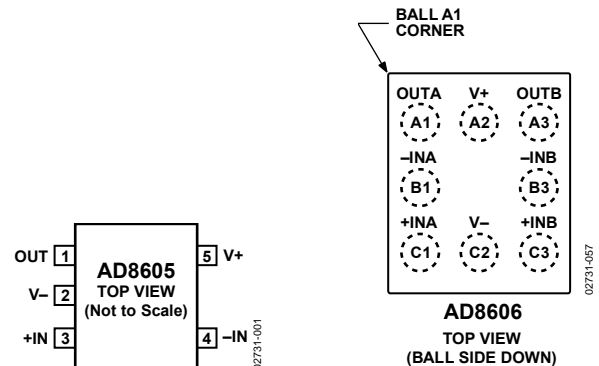 BALL A1
CORNER
OUTA V+ OUTB
A1 A2 A3
–INA –INB
B1 B3
+INA V– +INB
C1 C2 C3
02731-057
AD8606
TOP VIEW
(BALL SIDE DOWN)
OUT 1 5 V+
AD8605
TOP VIEW
V– 2
(Not to Scale)
+IN 3 4 –IN
02731-001